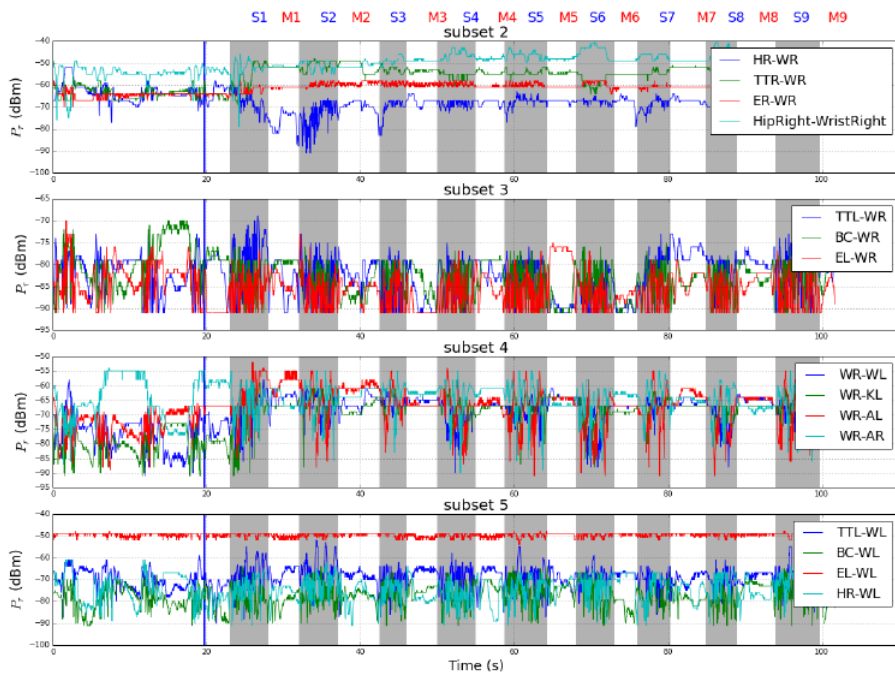 S1 M1 S2 M2 S3 M3 S4 M4 S5 M5 S6 M6 S7 M7 S8 M8 S9 M9
subset 2
−40
−50
−60
−70
−80
−90
−100
Pr (dBm)
HR-WR
TTR-WR
ER-WR
HipRight-WristRight
0 20 40 60 80 100
subset 3
−65
−70
−75
−80
−85
−90
−95
Pr (dBm)
TTL-WR
BC-WR
EL-WR
0 20 40 60 80 100
subset 4
−50
−55
−60
−65
−70
−75
−80
−85
−90
−95
Pr (dBm)
WR-WL
WR-KL
WR-AL
WR-AR
0 20 40 60 80 100
subset 5
−40
−50
−60
−70
−80
−90
−100
Pr (dBm)
TTL-WL
BC-WL
EL-WL
HR-WL
0 20 40 60 80 100
Time (s)